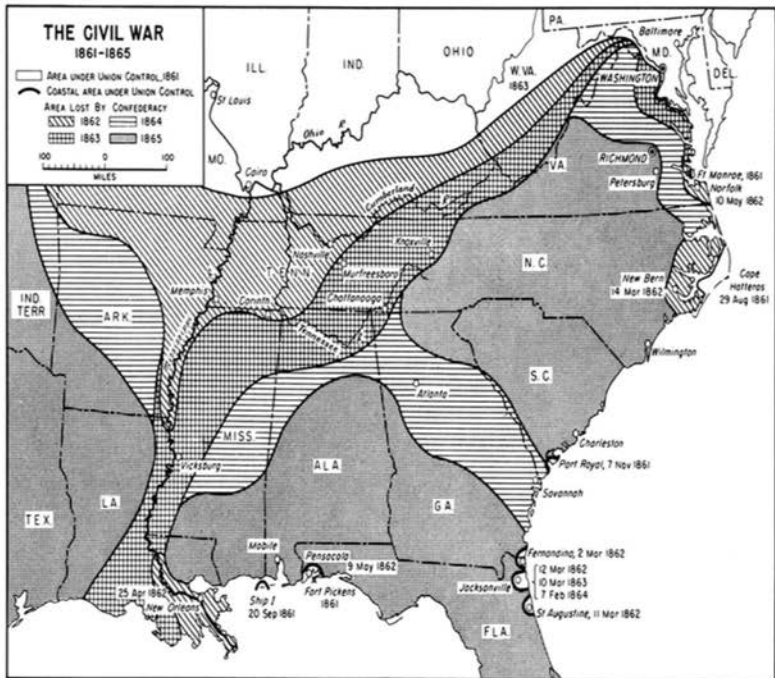 THE CIVIL WAR
1861-1865
AREA UNDER UNION CONTROL, 1861
COASTAL AREA UNDER UNION CONTROL
AREA LOST BY CONFEDERACY
1862
1864
1863
1865
100 0 100
MILES
PA.
Baltimore
MD.
DEL.
WASHINGTON
ILL.
IND.
OHIO
W. VA.
1863
St Louis
Ohio R
MO.
Cairo
VA.
RICHMOND
Petersburg
Ft Monroe, 1861
Norfolk
10 May 1862
Cumberland
Nashville
Knoxville
TENN
Murfreesboro
Memphis
Corinth
Chattanooga
Tennessee
N.C.
New Bern
14 Mar 1862
Cape
Hatteras
29 Aug 1861
IND.
TERR
ARK.
Wilmington
S.C.
Atlanta
MISS.
Charleston
Vicksburg
Port Royal, 7 Nov 1861
ALA.
Savannah
LA.
GA.
TEX.
Mobile
Pensacola
9 May 1862
Fernandina, 2 Mar 1862
12 Mar 1862
Jacksonville
10 Mar 1863
7 Feb 1864
25 Apr 1862
New Orleans
Ship I
20 Sep 1861
Fort Pickens
1861
St Augustine, 11 Mar 1862
FLA.